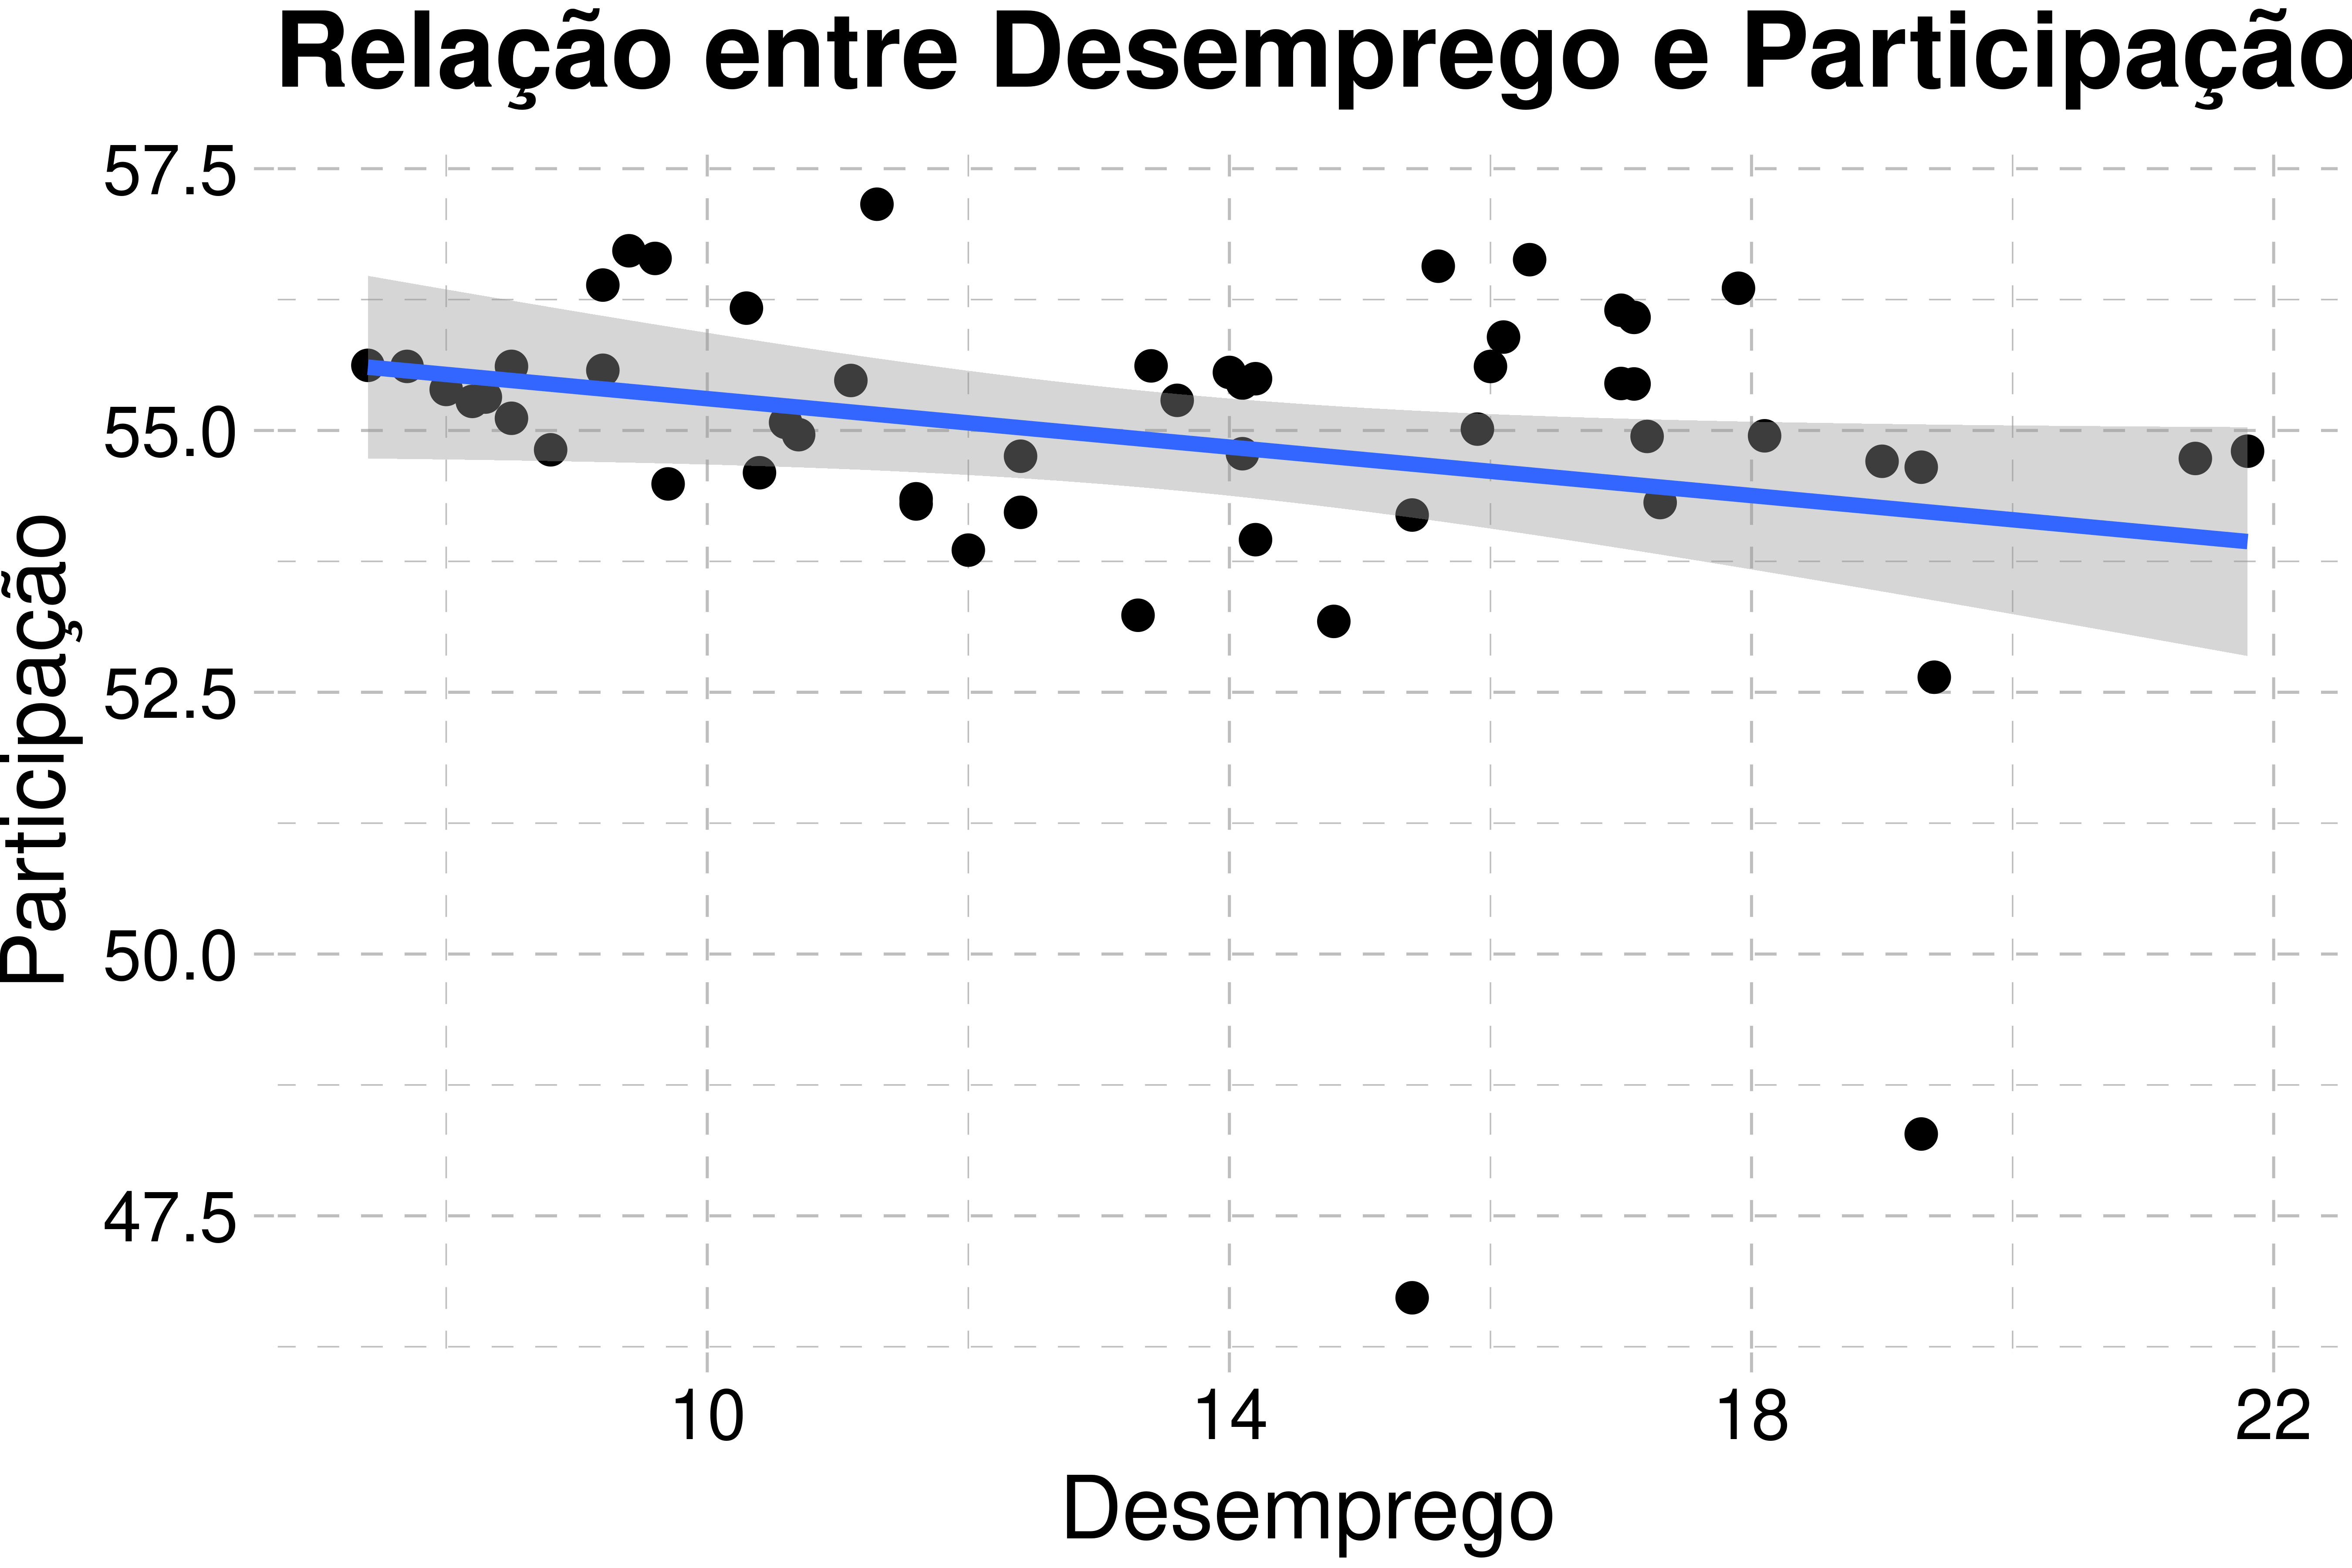 Relação entre Desemprego e Participação
Participação
57.5
55.0
52.5
50.0
47.5
10 14 18 22
Desemprego